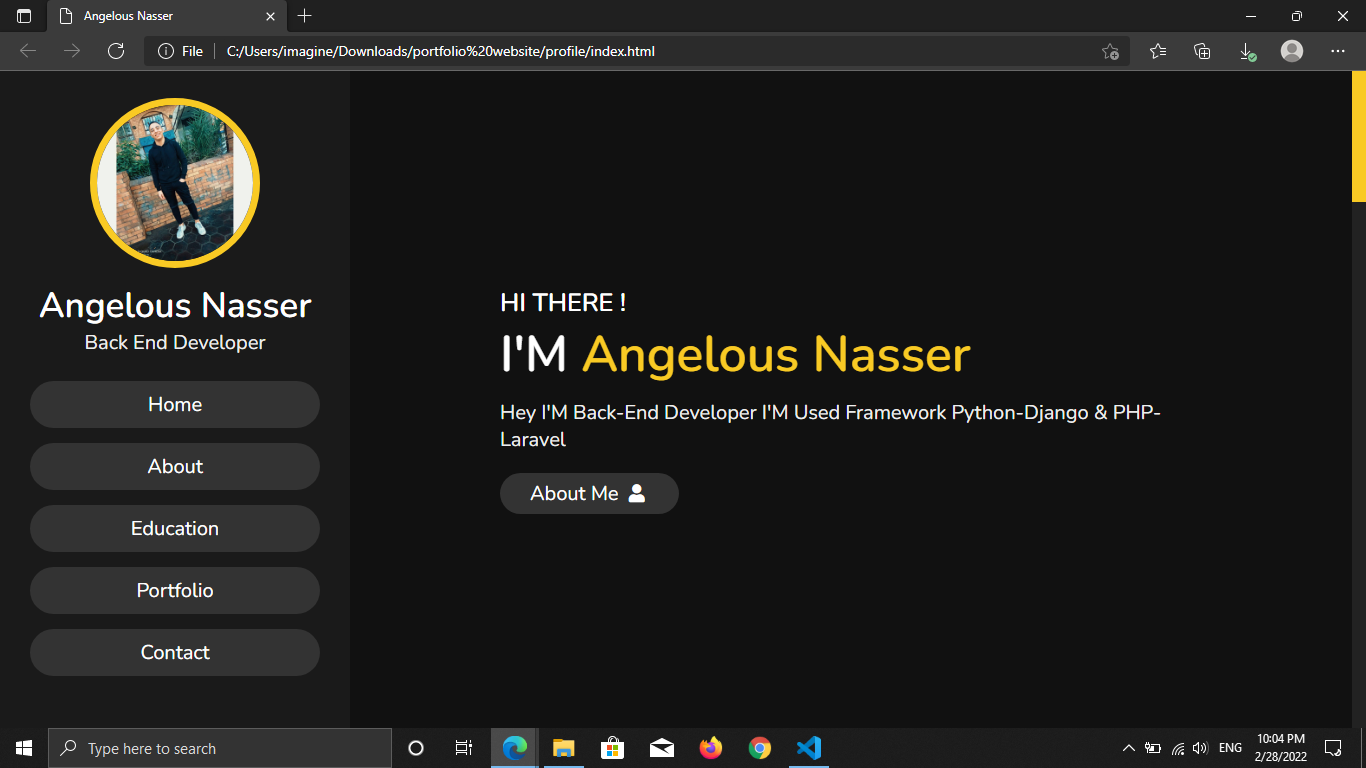 Angelous Nasser
File
C:/Users/imagine/Downloads/portfolio%20website/profile/index.html
Angelous Nasser
Back End Developer
Home
About
Education
Portfolio
Contact
HI THERE !
I'M Angelous Nasser
Hey I'M Back-End Developer I'M Used Framework Python-Django & PHP-
Laravel
About Me
Type here to search
ENG
10:04 PM
2/28/2022